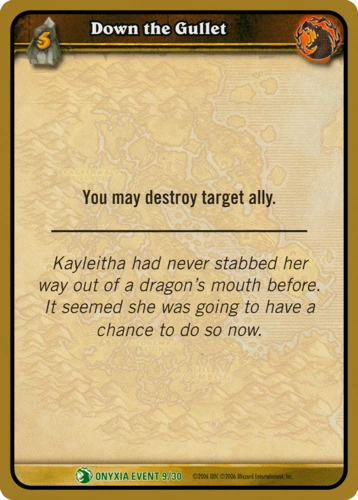 Down the Gullet
5
You may destroy target ally.
Kayleitha had never stabbed her
way out of a dragon's mouth before.
It seemed she was going to have a
chance to do so now.
ONYXIA EVENT 9/30
©2006 UDC ©2006 Blizzard Entertainment, Inc.